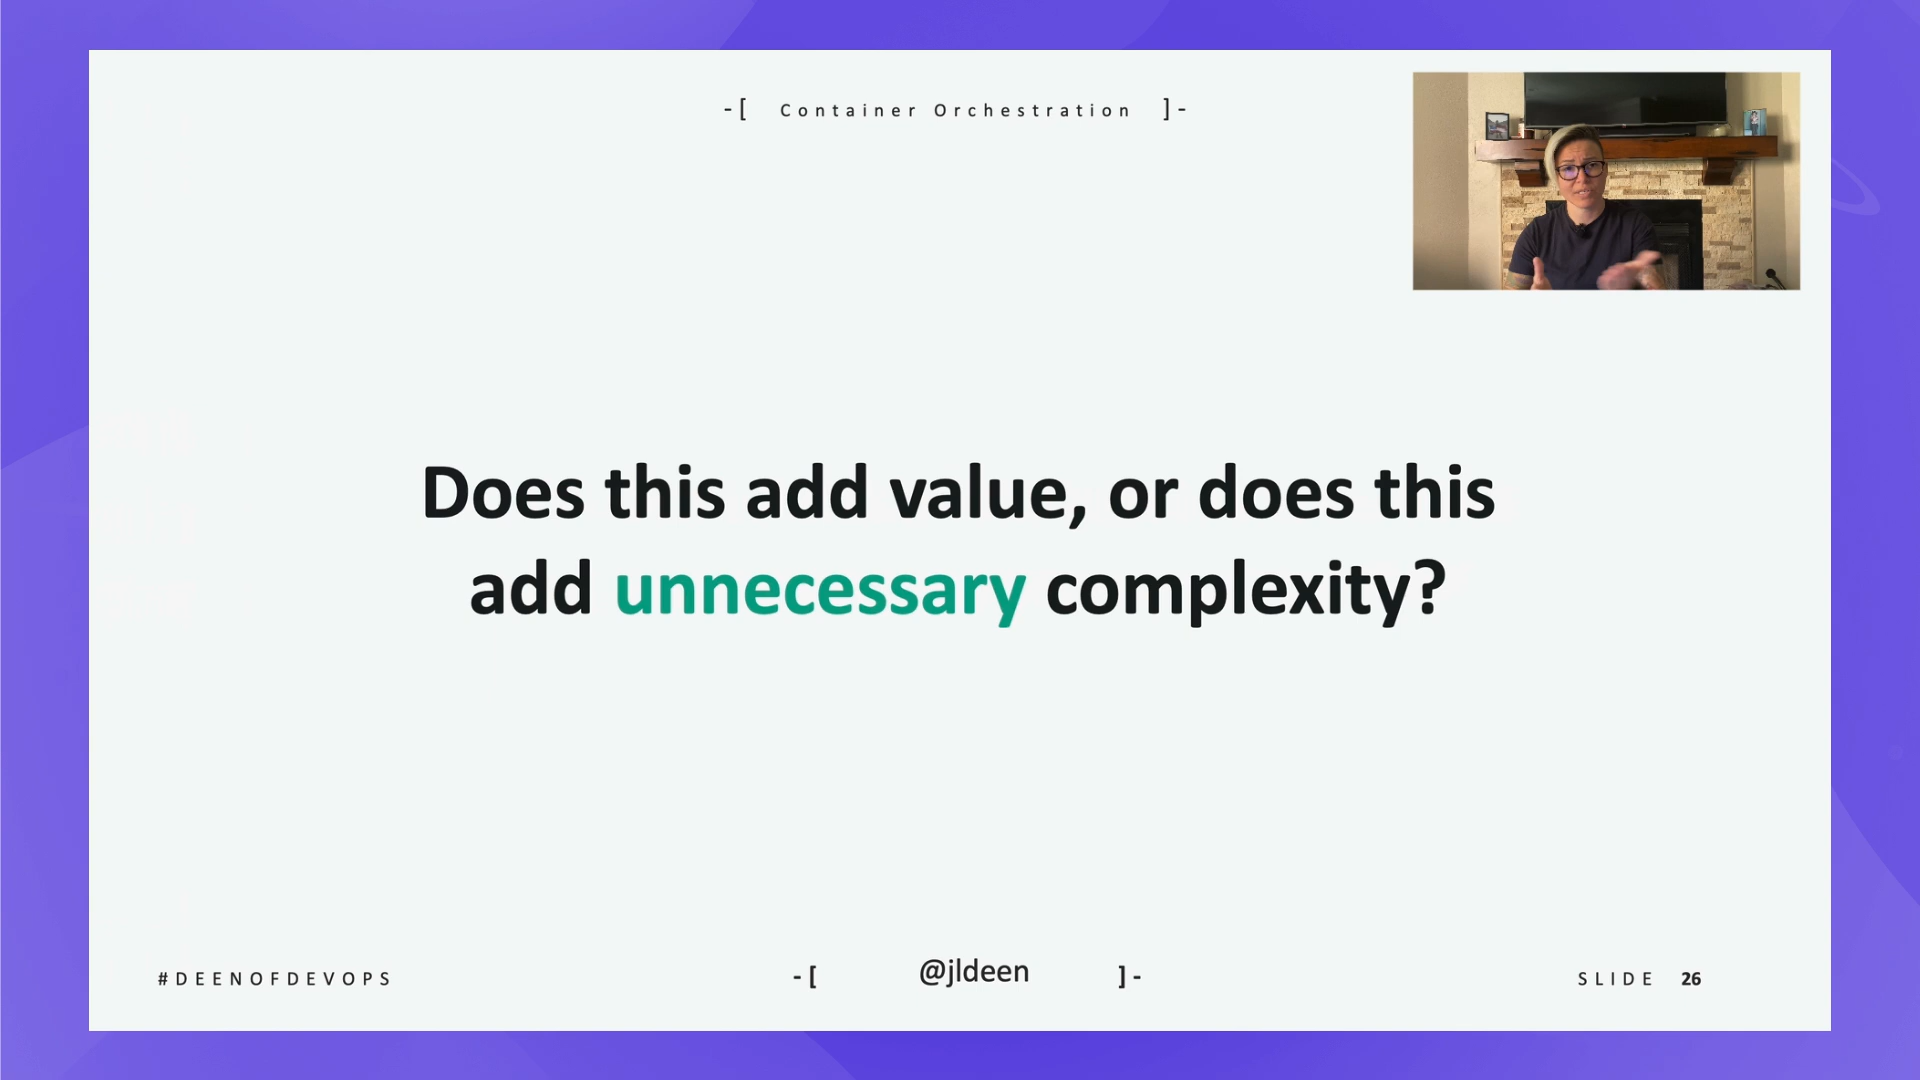 -[ Container Orchestration ]-
Does this add value, or does this
add unnecessary complexity?
#DEENOFDEVOPS
-[ @jldeen ]-
SLIDE 26